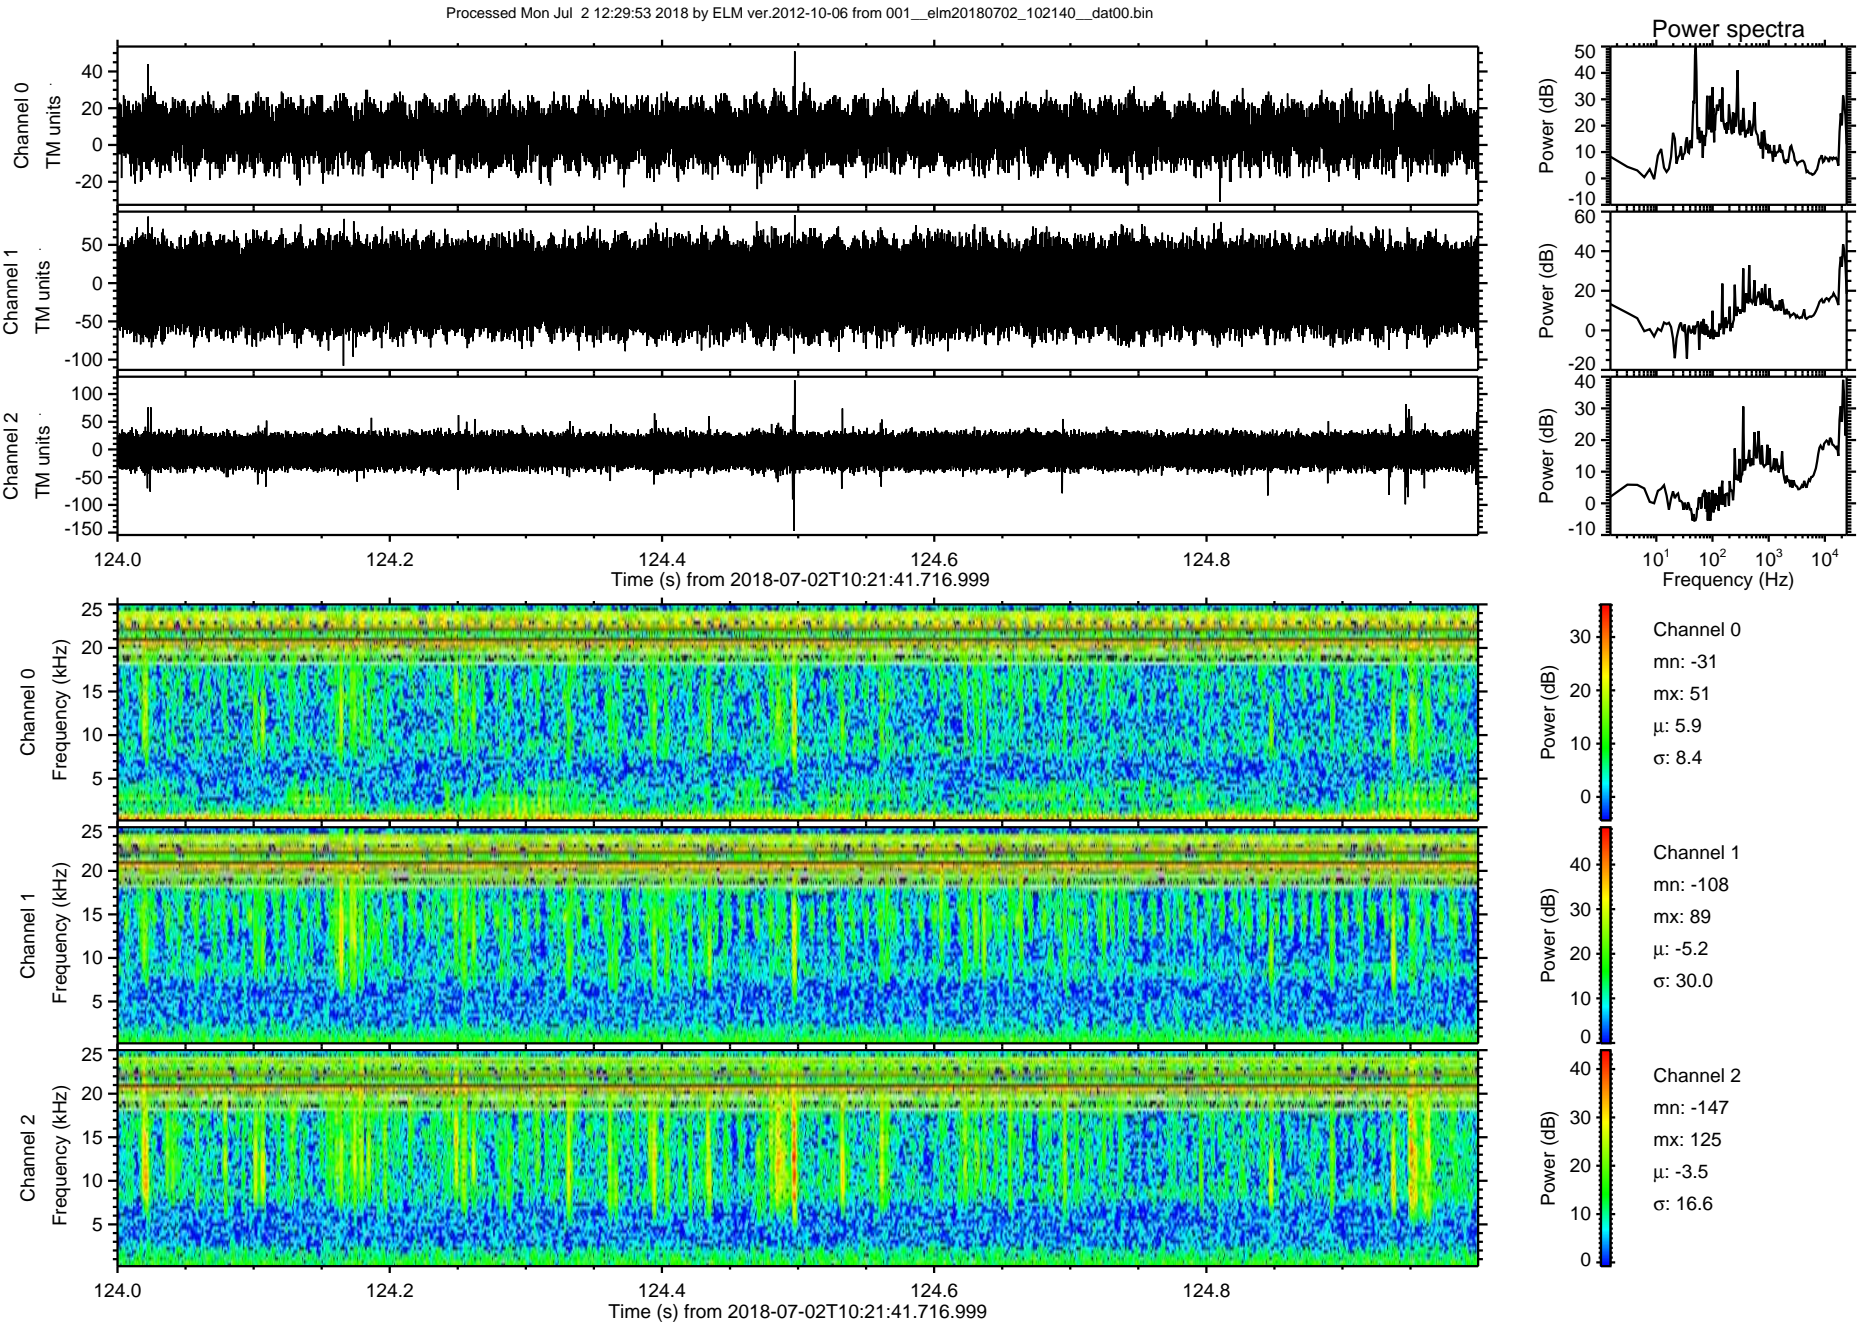 Processed Mon Jul  2 12:29:53 2018 by ELM ver.2012-10-06 from 001__elm20180702_102140__dat00.bin
Power spectra
Channel 0
TM units
40
20
0
-20
Power (dB)
50
40
30
20
10
0
-10
Channel 1
TM units
50
0
-50
-100
Power (dB)
60
40
20
0
-20
Channel 2
TM units
100
50
0
-50
-100
-150
Power (dB)
40
30
20
10
0
-10
124.0 124.2 124.4 124.6 124.8
Time (s) from 2018-07-02T10:21:41.716.999
10¹ 10² 10³ 10⁴
Frequency (Hz)
Channel 0
Frequency (kHz)
25
20
15
10
5
Power (dB)
30
20
10
0
Channel 0
mn: -31
mx: 51
μ: 5.9
σ: 8.4
Channel 1
Frequency (kHz)
25
20
15
10
5
Power (dB)
40
30
20
10
0
Channel 1
mn: -108
mx: 89
μ: -5.2
σ: 30.0
Channel 2
Frequency (kHz)
25
20
15
10
5
Power (dB)
40
30
20
10
0
Channel 2
mn: -147
mx: 125
μ: -3.5
σ: 16.6
124.0 124.2 124.4 124.6 124.8
Time (s) from 2018-07-02T10:21:41.716.999